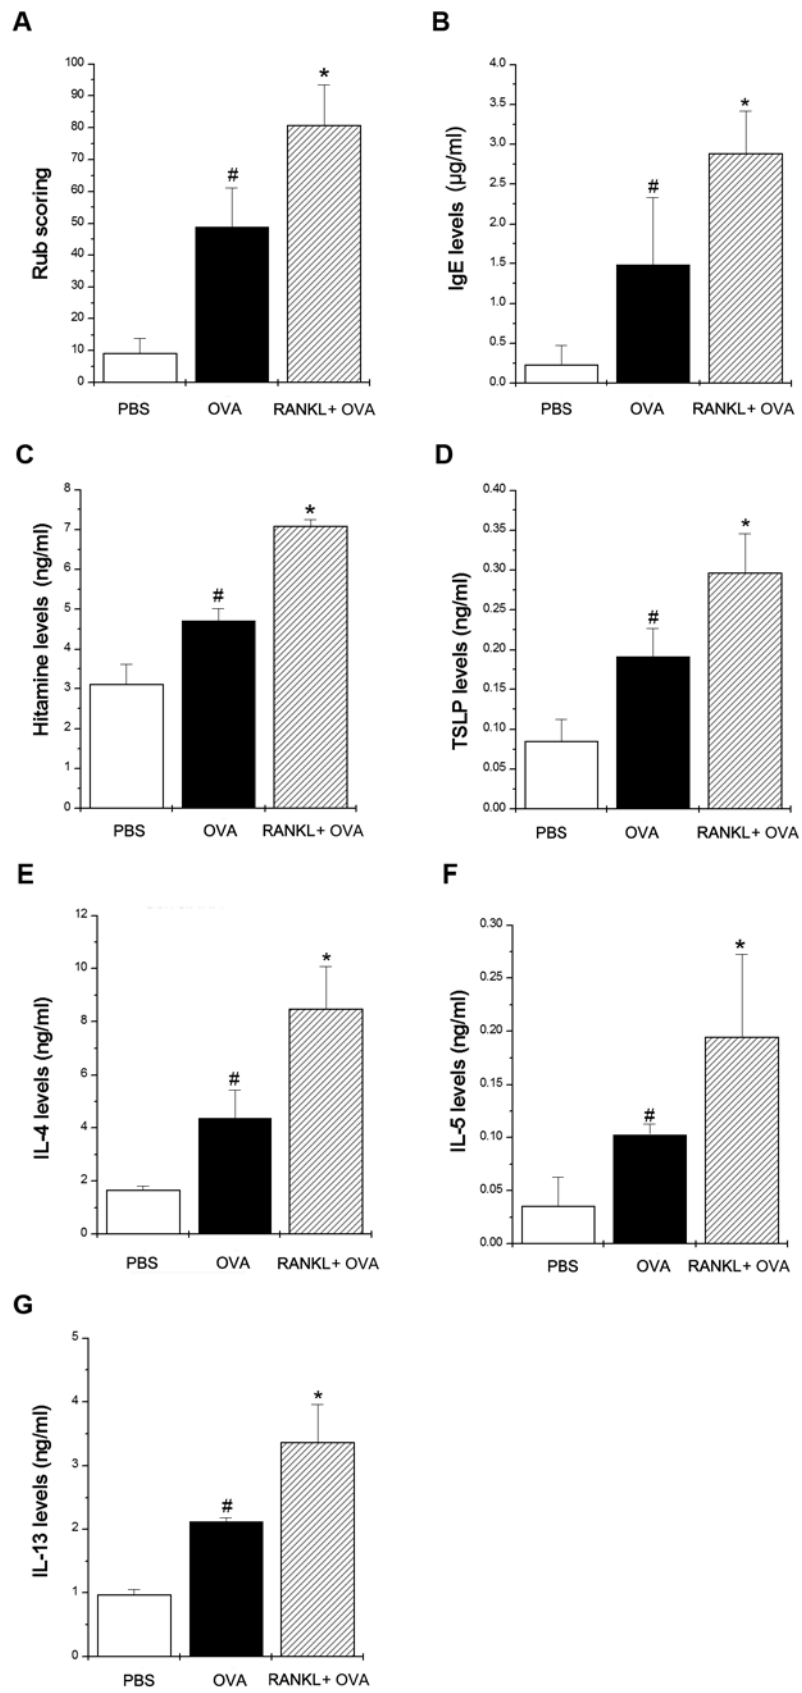 A
Rub scoring
100
90
80
70
60
50
40
30
20
10
0
#
*
PBS
OVA
RANKL+ OVA
B
IgE levels (µg/ml)
4.0
3.5
3.0
2.5
2.0
1.5
1.0
0.5
0.0
#
*
PBS
OVA
RANKL+ OVA
C
Hitamine levels (ng/ml)
8
7
6
5
4
3
2
1
0
#
*
PBS
OVA
RANKL+ OVA
D
TSLP levels (ng/ml)
0.40
0.35
0.30
0.25
0.20
0.15
0.10
0.05
0.00
#
*
PBS
OVA
RANKL+ OVA
E
IL-4 levels (ng/ml)
12
10
8
6
4
2
0
#
*
PBS
OVA
RANKL+ OVA
F
IL-5 levels (ng/ml)
0.30
0.25
0.20
0.15
0.10
0.05
0.00
#
*
PBS
OVA
RANKL+ OVA
G
IL-13 levels (ng/ml)
5
4
3
2
1
0
#
*
PBS
OVA
RANKL+ OVA